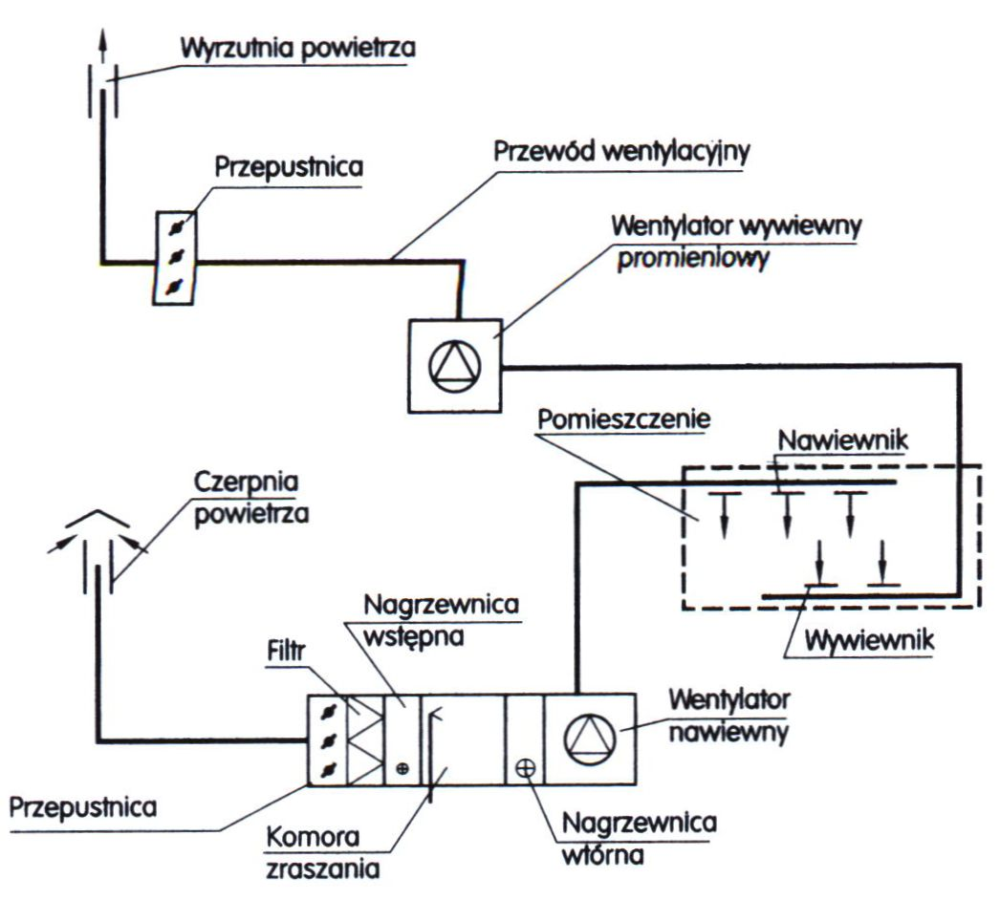 Wyrzutnia powietrza
Przepustnica
Przewód wentylacyjny
Wentylator wywiewny
promieniowy
Pomieszczenie
Nawiewnik
Czerpnia
powietrza
Nagrzewnica
wstępna
Filtr
Wywiewnik
Wentylator
nawiewny
Przepustnica
Komora
zraszania
Nagrzewnica
wtórna